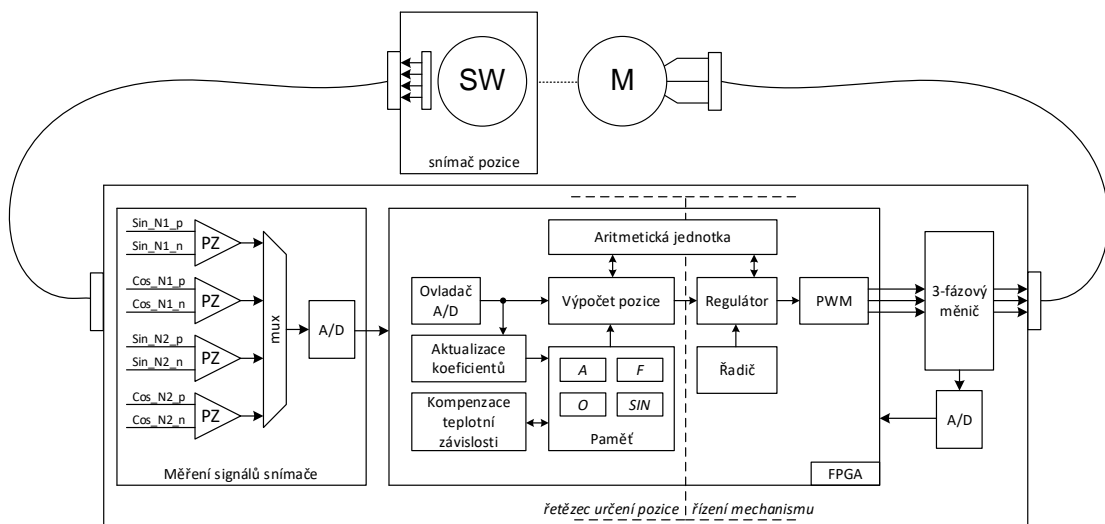 SW
M
snímač pozice
Sin_N1_p
Sin_N1_n
PZ
Cos_N1_p
Cos_N1_n
PZ
Sin_N2_p
Sin_N2_n
PZ
Cos_N2_p
Cos_N2_n
PZ
mux
A/D
Měření signálů snímače
Aritmetická jednotka
Ovladač
A/D
Výpočet pozice
Regulátor
PWM
3-fázový
měnič
Aktualizace
koeficientů
A
F
O
SIN
Paměť
Řadič
Kompenzace
teplotní
závislosti
A/D
FPGA
řetězec určení pozice
řízení mechanismu